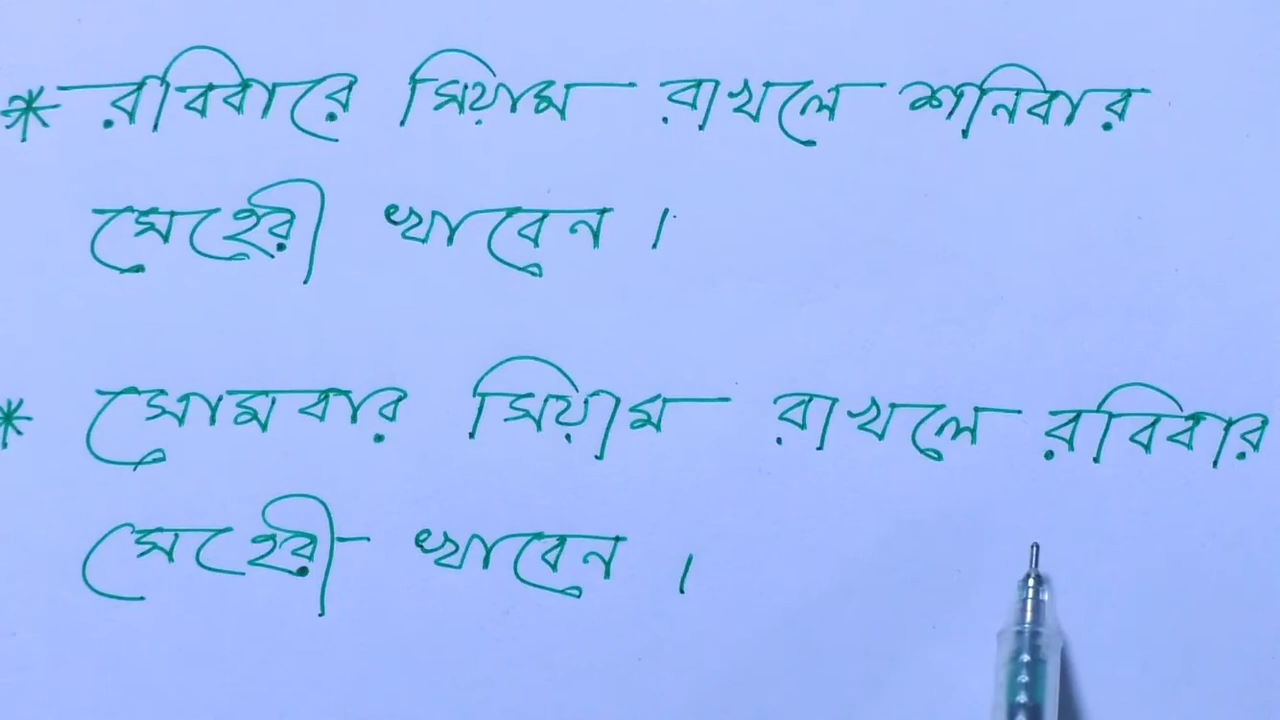 * রবিবারে সিয়াম রাখলে শনিবার
সেহেরী খাবেন।
* সোমবার সিয়াম রাখলে রবিবার
সেহেরী খাবেন।